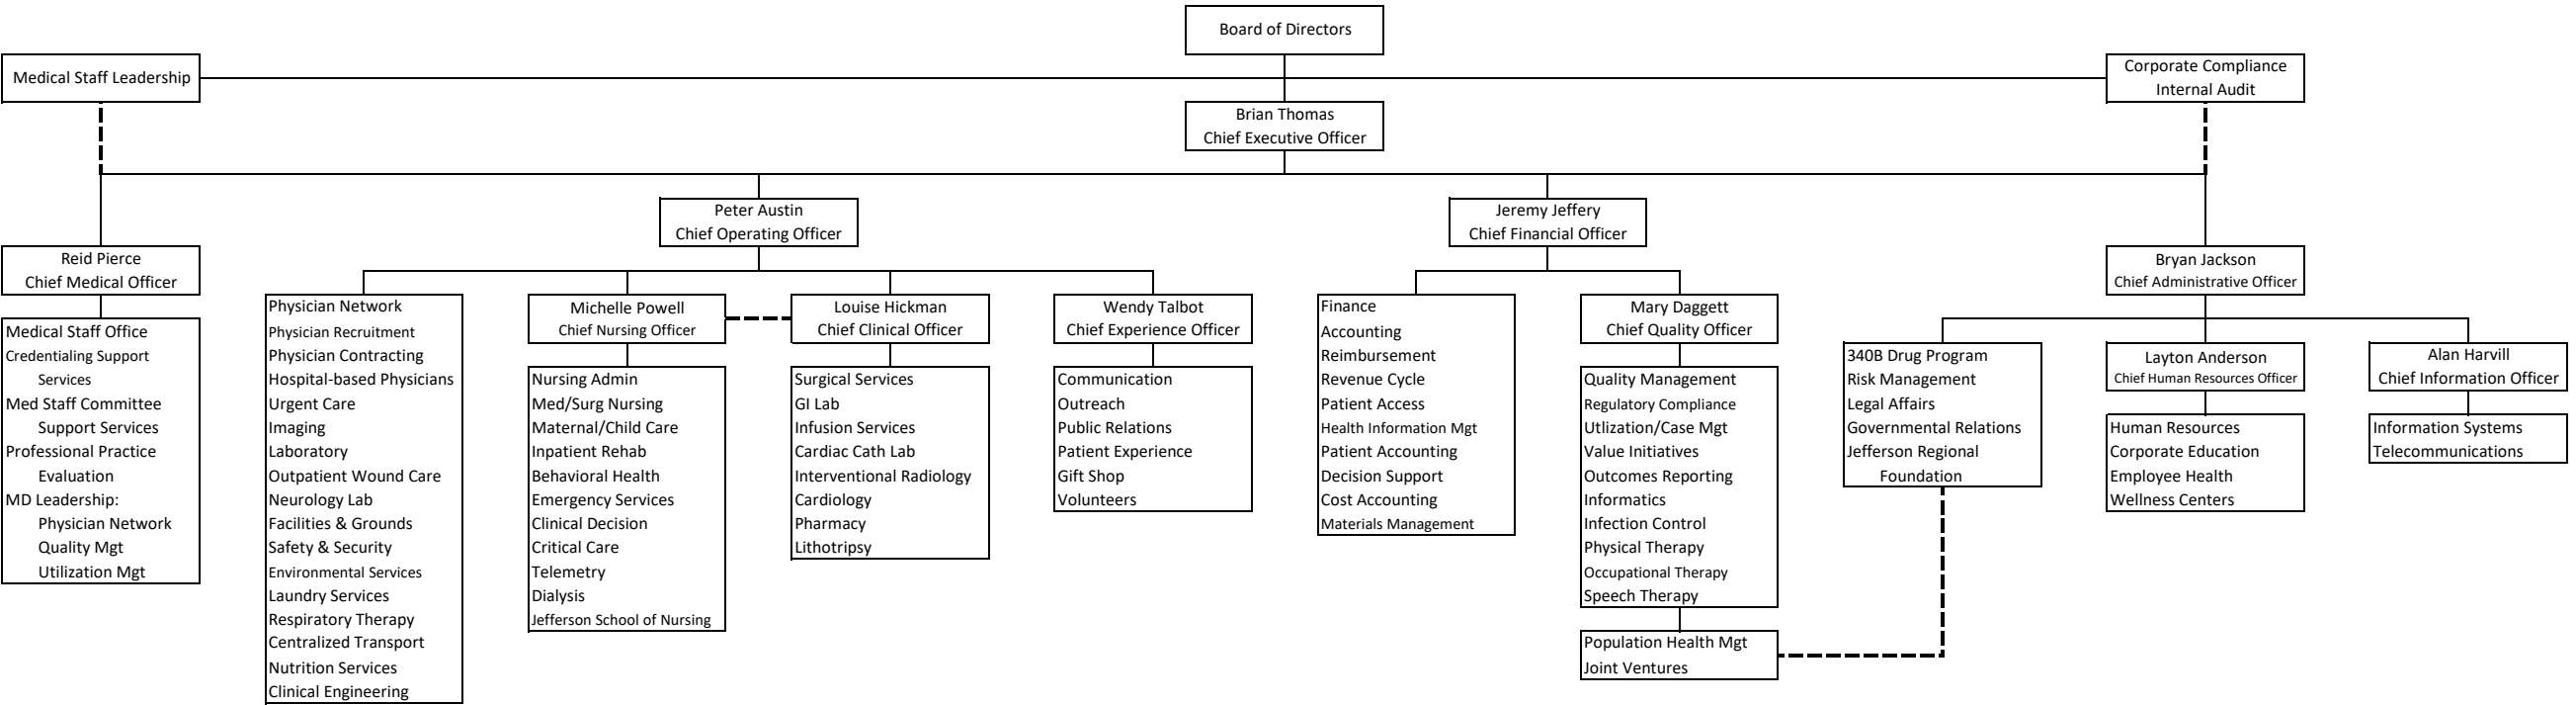 Board of Directors
Medical Staff Leadership
Corporate Compliance
Internal Audit
Brian Thomas
Chief Executive Officer
Peter Austin
Chief Operating Officer
Jeremy Jeffery
Chief Financial Officer
Reid Pierce
Chief Medical Officer
Bryan Jackson
Chief Administrative Officer
Medical Staff Office
Credentialing Support
Services
Med Staff Committee
Support Services
Professional Practice
Evaluation
MD Leadership:
Physician Network
Quality Mgt
Utilization Mgt
Physician Network
Physician Recruitment
Physician Contracting
Hospital-based Physicians
Urgent Care
Imaging
Laboratory
Outpatient Wound Care
Neurology Lab
Facilities & Grounds
Safety & Security
Environmental Services
Laundry Services
Respiratory Therapy
Centralized Transport
Nutrition Services
Clinical Engineering
Michelle Powell
Chief Nursing Officer
Nursing Admin
Med/Surg Nursing
Maternal/Child Care
Inpatient Rehab
Behavioral Health
Emergency Services
Clinical Decision
Critical Care
Telemetry
Dialysis
Jefferson School of Nursing
Louise Hickman
Chief Clinical Officer
Surgical Services
GI Lab
Infusion Services
Cardiac Cath Lab
Interventional Radiology
Cardiology
Pharmacy
Lithotripsy
Wendy Talbot
Chief Experience Officer
Communication
Outreach
Public Relations
Patient Experience
Gift Shop
Volunteers
Finance
Accounting
Reimbursement
Revenue Cycle
Patient Access
Health Information Mgt
Patient Accounting
Decision Support
Cost Accounting
Materials Management
Mary Daggett
Chief Quality Officer
Quality Management
Regulatory Compliance
Utlization/Case Mgt
Value Initiatives
Outcomes Reporting
Informatics
Infection Control
Physical Therapy
Occupational Therapy
Speech Therapy
Population Health Mgt
Joint Ventures
340B Drug Program
Risk Management
Legal Affairs
Governmental Relations
Jefferson Regional
Foundation
Layton Anderson
Chief Human Resources Officer
Human Resources
Corporate Education
Employee Health
Wellness Centers
Alan Harvill
Chief Information Officer
Information Systems
Telecommunications